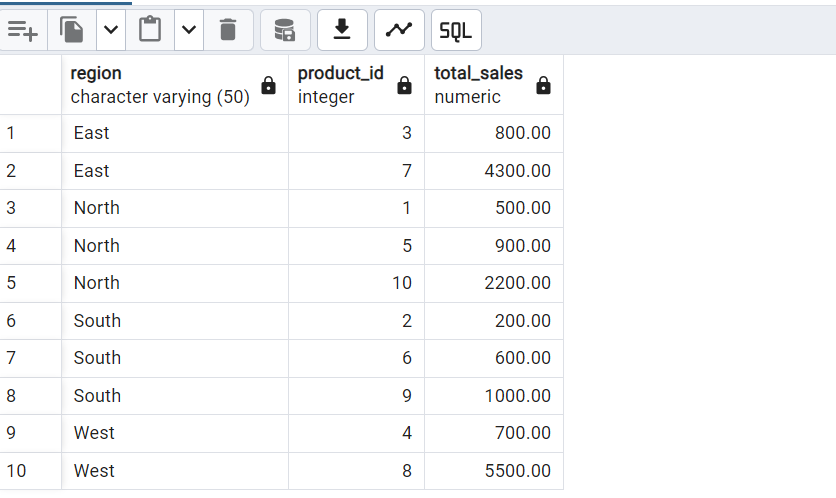 SQL
region product_id total_sales
character varying (50) integer numeric
1 East 3 800.00
2 East 7 4300.00
3 North 1 500.00
4 North 5 900.00
5 North 10 2200.00
6 South 2 200.00
7 South 6 600.00
8 South 9 1000.00
9 West 4 700.00
10 West 8 5500.00